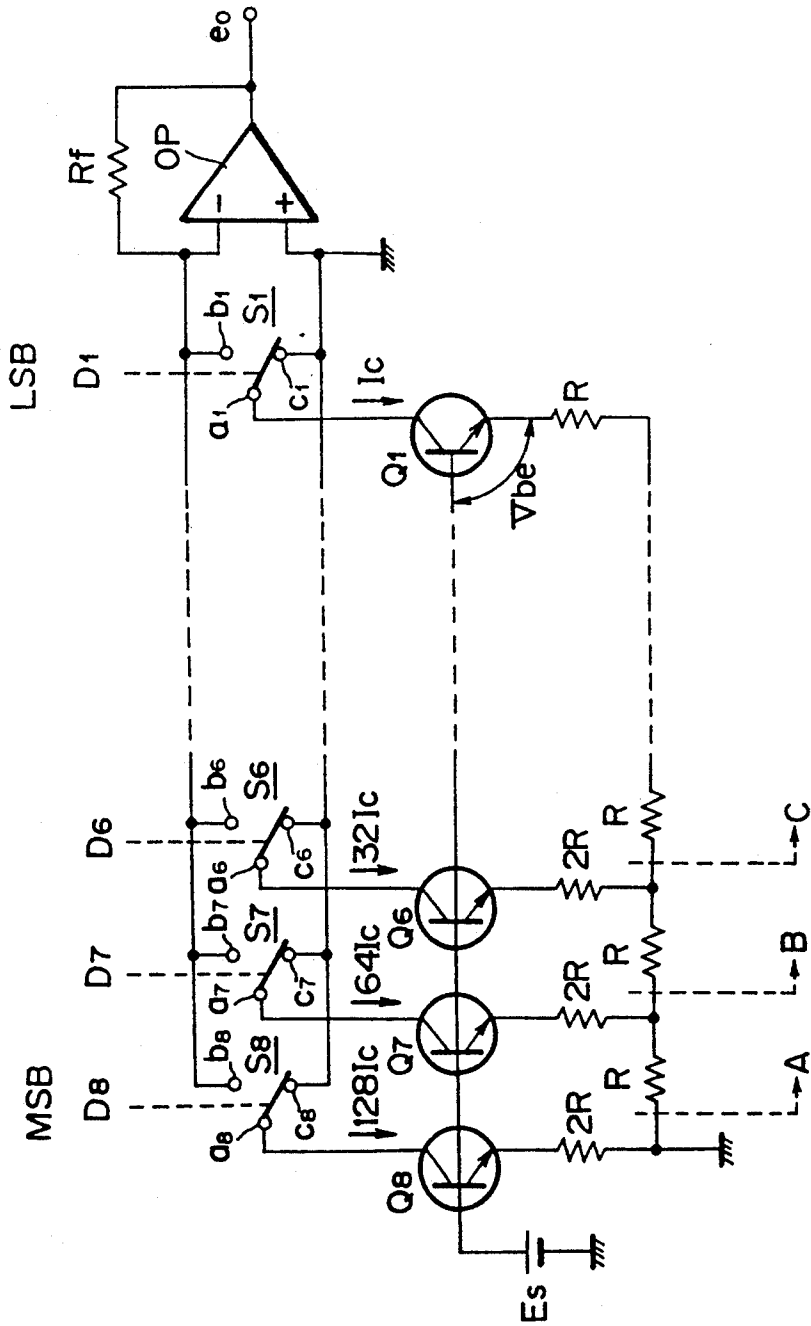 MSB
LSB
D8
D7
D6
D1
Rf
OP
e0
b8
S8
a8
c8
b7
S7
a7
c7
b6
S6
a6
c6
b1
S1
a1
c1
-
+
128Ic
64Ic
32Ic
Ic
Q8
Q7
Q6
Q1
Vbe
Es
2R
2R
2R
R
R
R
R
A
B
C